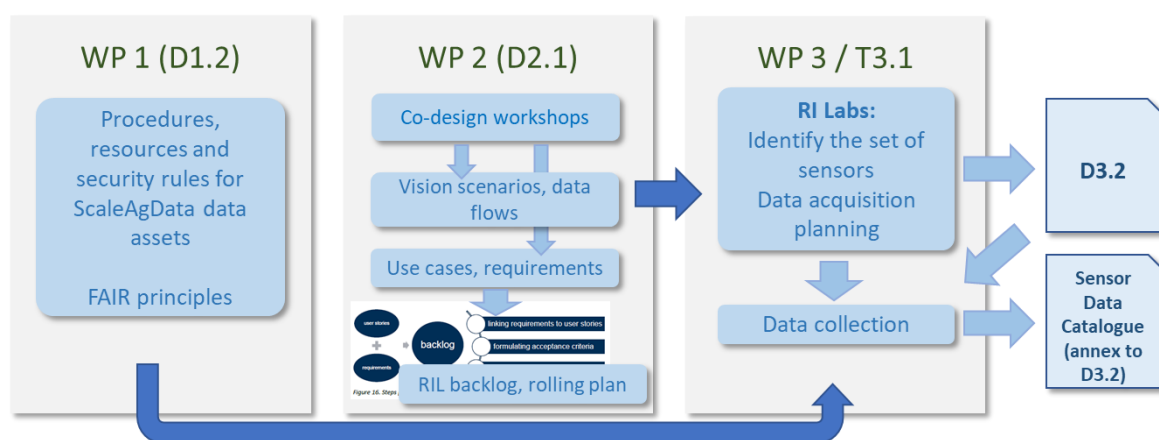 WP 1 (D1.2)
Procedures,
resources and
security rules for
ScaleAgData data
assets
FAIR principles
WP 2 (D2.1)
Co-design workshops
Vision scenarios, data
flows
Use cases, requirements
user stories
+
requirements
backlog
linking requirements to user stories
formulating acceptance criteria
Figure 16. Steps
RIL backlog, rolling plan
WP 3 / T3.1
RI Labs:
Identify the set of
sensors
Data acquisition
planning
Data collection
D3.2
Sensor
Data
Catalogue
(annex to
D3.2)